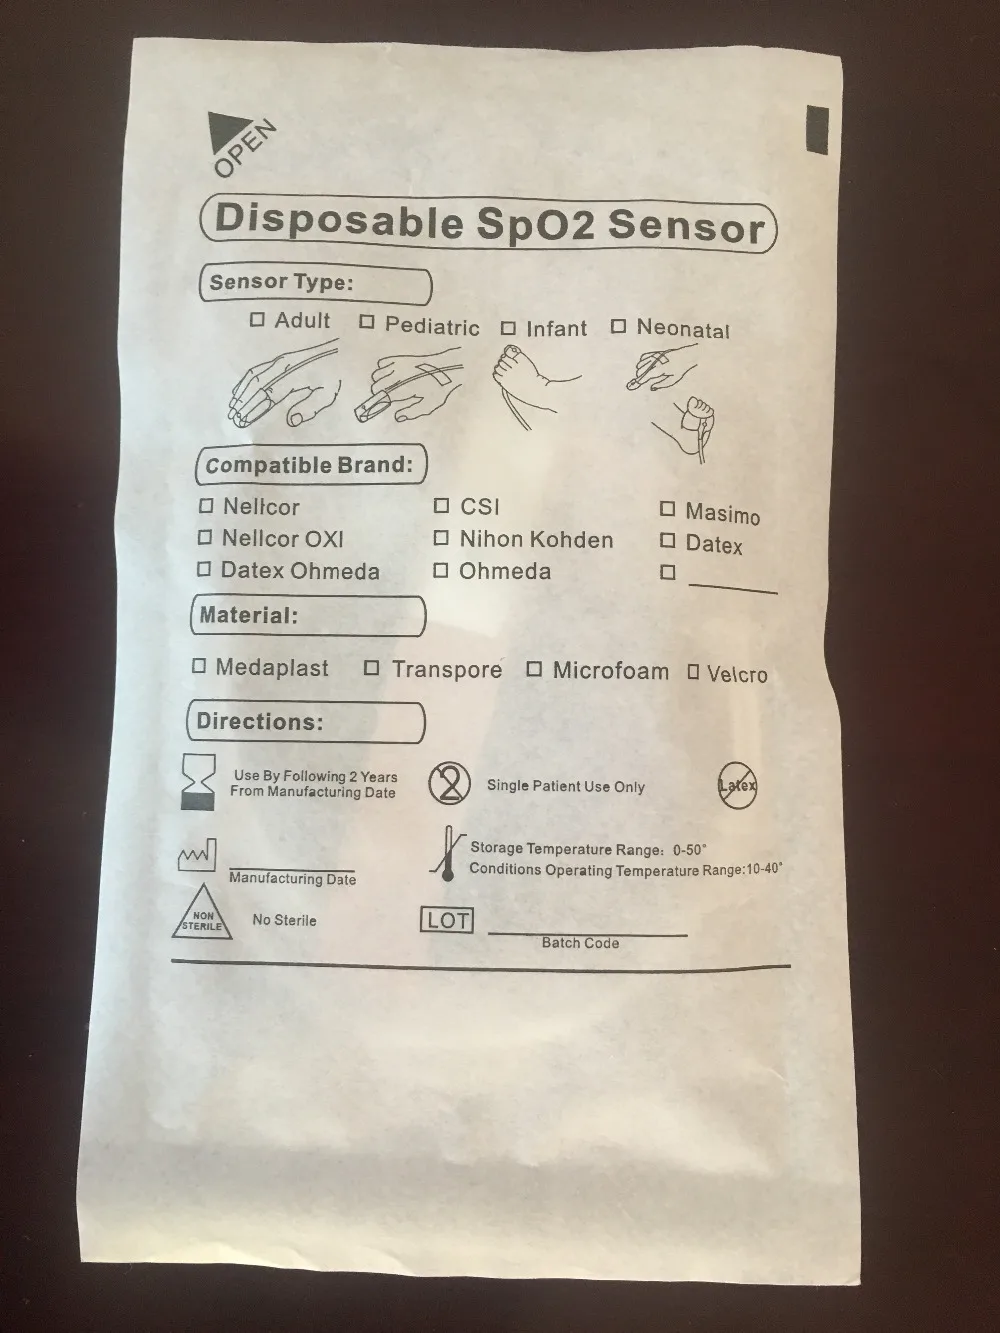 OPEN
Disposable SpO2 Sensor
Sensor Type:
Adult Pediatric Infant Neonatal
Compatible Brand:
Nellcor CSI Masimo
Nellcor OXI Nihon Kohden Datex
Datex Ohmeda Ohmeda
Material:
Medaplast Transpore Microfoam Velcro
Directions:
Use By Following 2 Years
From Manufacturing Date
2
Single Patient Use Only
Latex
Storage Temperature Range: 0-50°
Conditions Operating Temperature Range:10-40°
Manufacturing Date
NON
STERILE
No Sterile
LOT
Batch Code